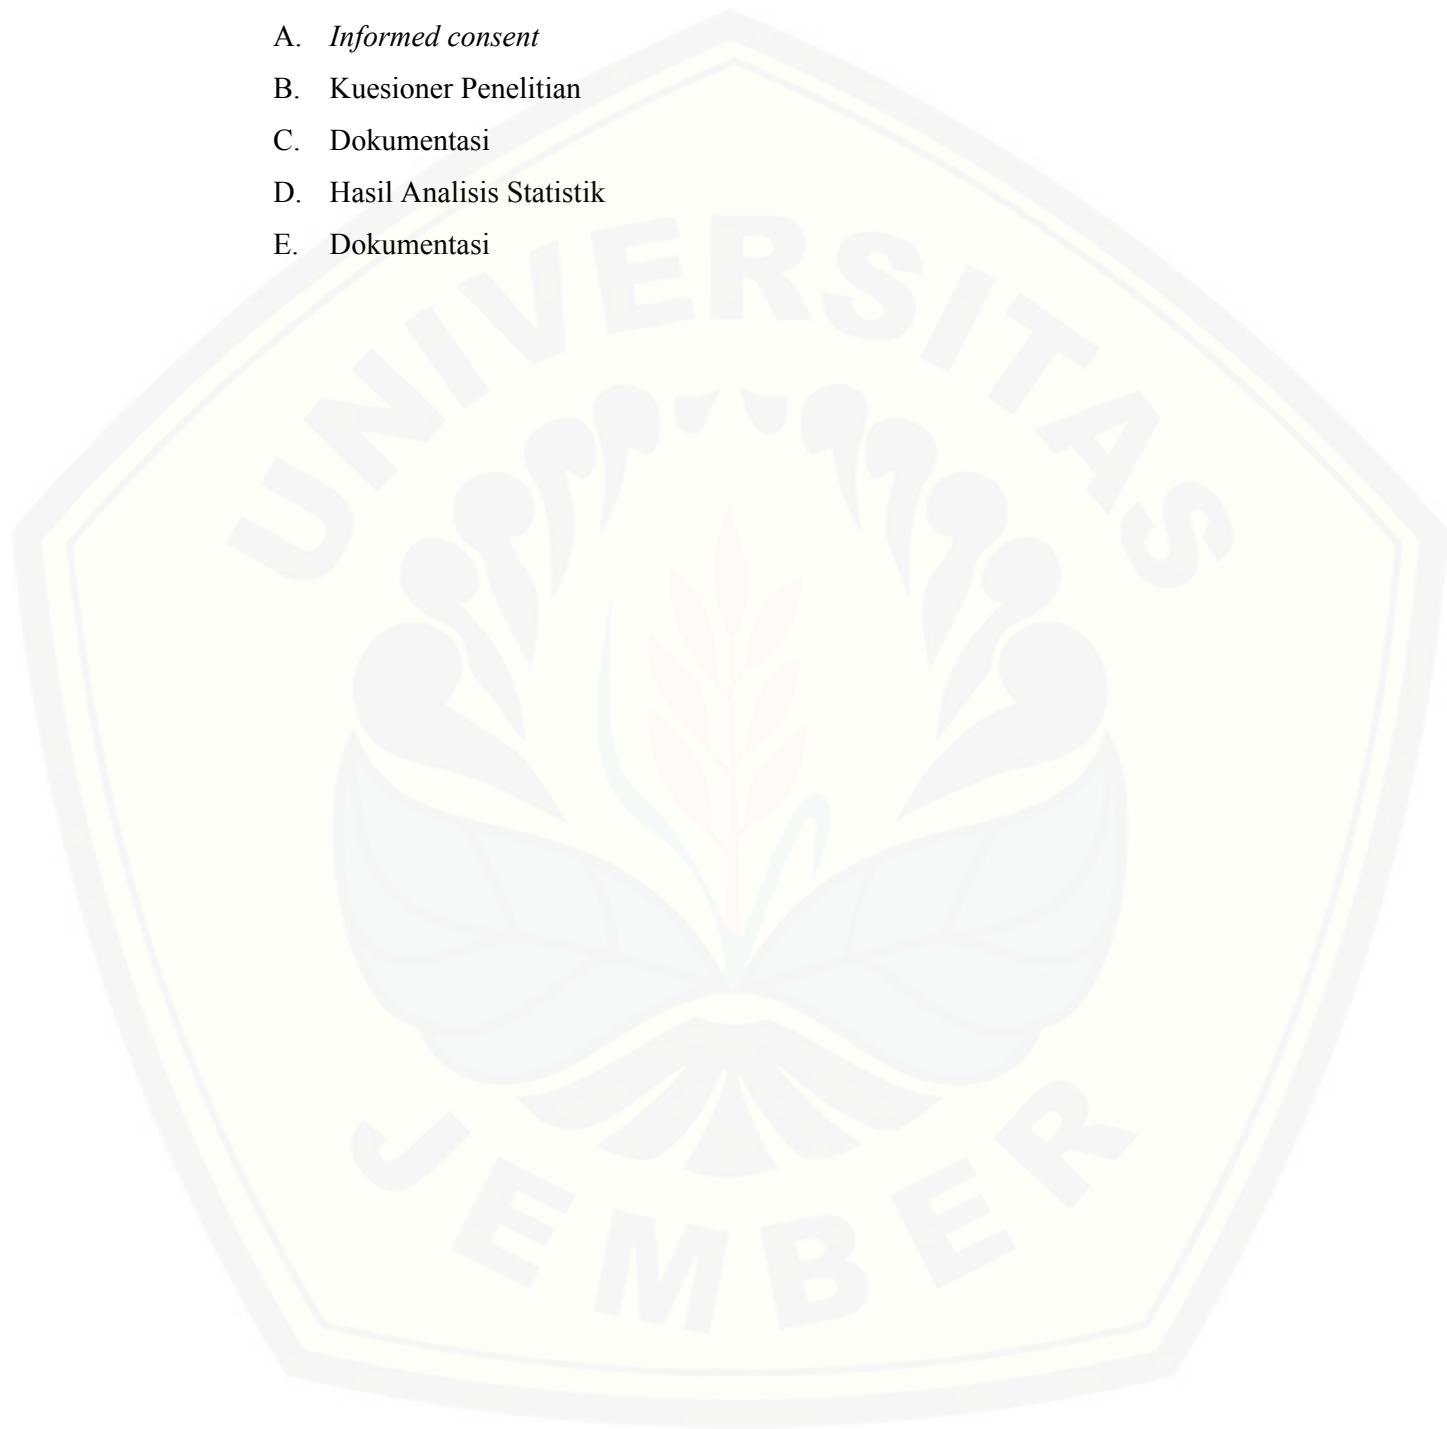 A. Informed consent
B. Kuesioner Penelitian
C. Dokumentasi
D. Hasil Analisis Statistik
E. Dokumentasi
UNIVERSITAS
JEMBER